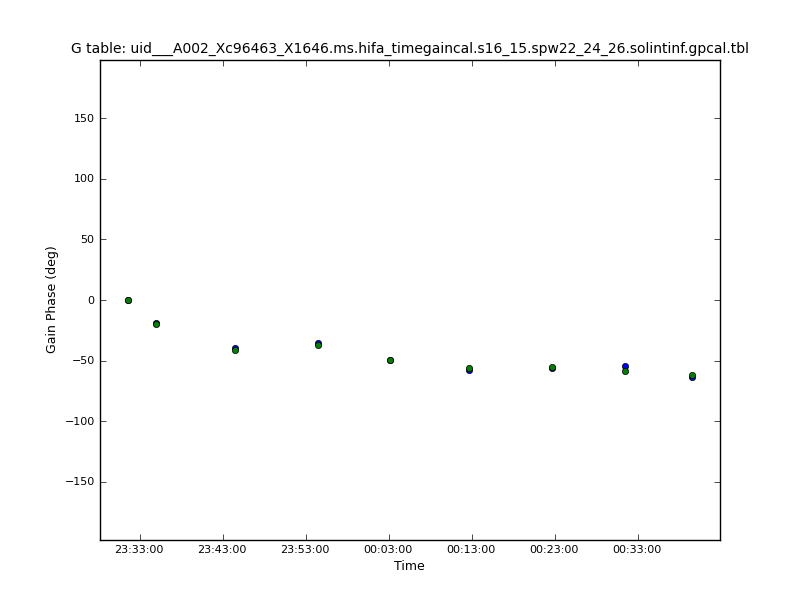 G table: uid___A002_Xc96463_X1646.ms.hifa_timegaincal.s16_15.spw22_24_26.solintinf.gpcal.tbl
150
100
50
0
−50
−100
−150
Gain Phase (deg)
23:33:00 23:43:00 23:53:00 00:03:00 00:13:00 00:23:00 00:33:00
Time